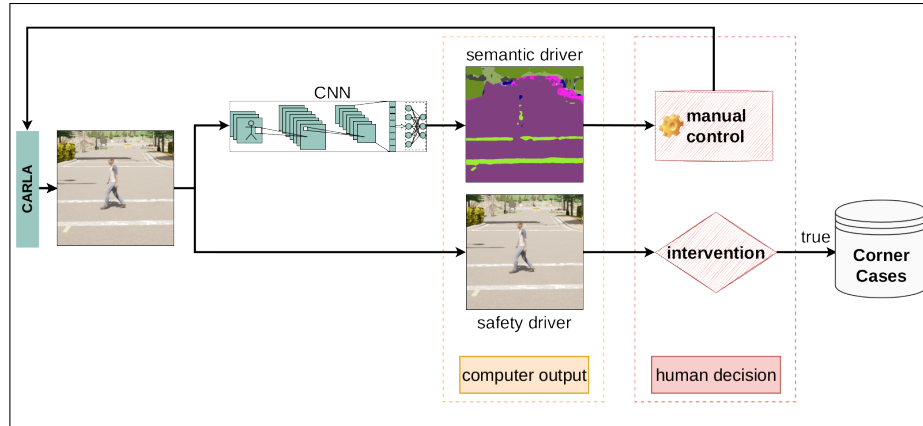 semantic driver
CNN
manual
control
CARLA
true
intervention
Corner
Cases
safety driver
computer output
human decision